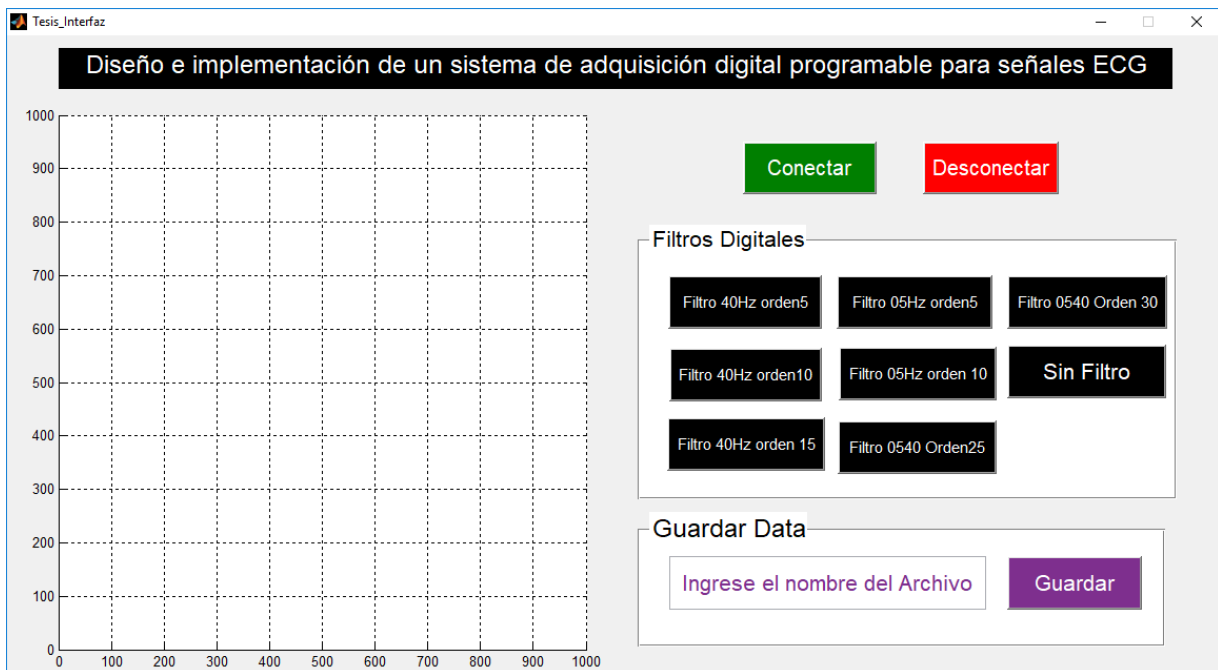 Tesis_Interfaz
Diseño e implementación de un sistema de adquisición digital programable para señales ECG
1000
900
800
700
600
500
400
300
200
100
0
0 100 200 300 400 500 600 700 800 900 1000
Conectar Desconectar
Filtros Digitales
Filtro 40Hz orden5 Filtro 05Hz orden5 Filtro 0540 Orden 30
Filtro 40Hz orden10 Filtro 05Hz orden 10 Sin Filtro
Filtro 40Hz orden 15 Filtro 0540 Orden25
Guardar Data
Ingrese el nombre del Archivo Guardar